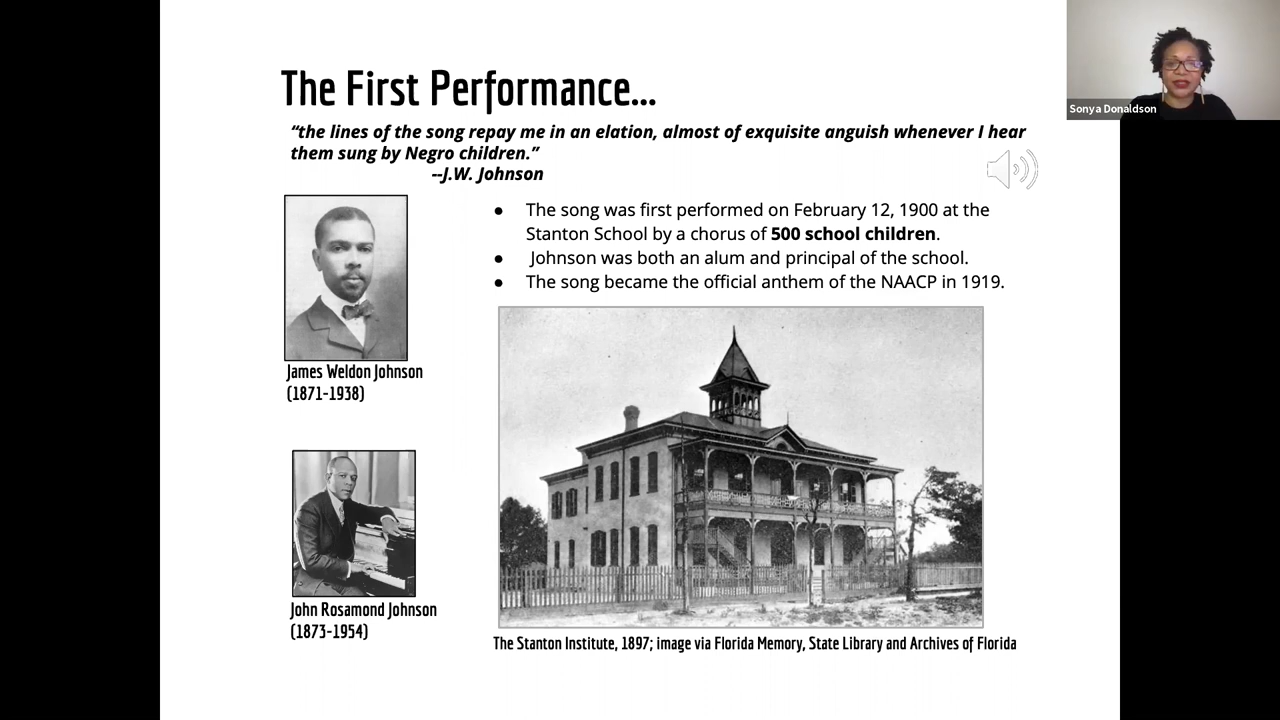 The First Performance...
Sonya Donaldson
“the lines of the song repay me in an elation, almost of exquisite anguish whenever I hear
them sung by Negro children.”
--J.W. Johnson
● The song was first performed on February 12, 1900 at the
Stanton School by a chorus of 500 school children.
● Johnson was both an alum and principal of the school.
● The song became the official anthem of the NAACP in 1919.
James Weldon Johnson
(1871-1938)
John Rosamond Johnson
(1873-1954)
The Stanton Institute, 1897; image via Florida Memory, State Library and Archives of Florida